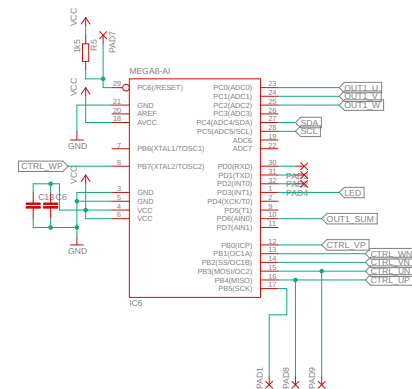 VCC
1k5
R5
PAD7
MEGA8-AI
29 PC6(/RESET) PC0(ADC0) 23 OUT1_U
PC1(ADC1) 24 OUT1_V
VCC
21 GND PC2(ADC2) 25 OUT1_W
20 AREF PC3(ADC3) 26
18 AVCC PC4(ADC4/SDA) 27 SDA
PC5(ADC5/SCL) 28 SCL
ADC6 19
GND
7 PB6(XTAL1/TOSC1) ADC7 22
CTRL_WP 8 PB7(XTAL2/TOSC2) PD0(RXD) 30
VCC
PD1(TXD) 31
PD2(INT0) 32
3 GND PD3(INT1) 1 PAD4 LED
5 GND PD4(XCK/T0) 2
4 VCC PD5(T1) 9
6 VCC PD6(AIN0) 10 OUT1_SUM
PD7(AIN1) 11
C6
GND
PB0(ICP) 12 CTRL_VP
PB1(OC1A) 13 CTRL_WN
PB2(SS/OC1B) 14 CTRL_VN
PB3(MOSI/OC2) 15 CTRL_UN
PB4(MISO) 16 CTRL_UP
PB5(SCK) 17
IC6
PAD1
PAD8
PAD9